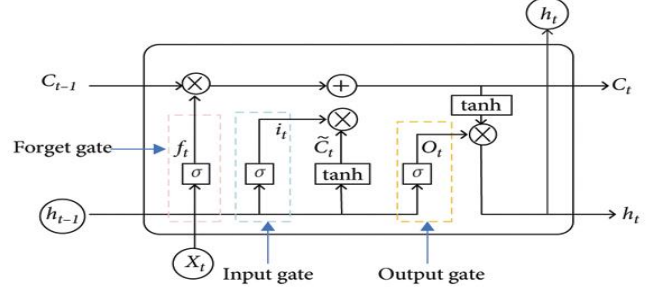 h_t
C_{t-1}
C_t
tanh
Forget gate
f_t
i_t
C̃_t
O_t
σ
σ
tanh
σ
h_{t-1}
h_t
X_t
Input gate
Output gate